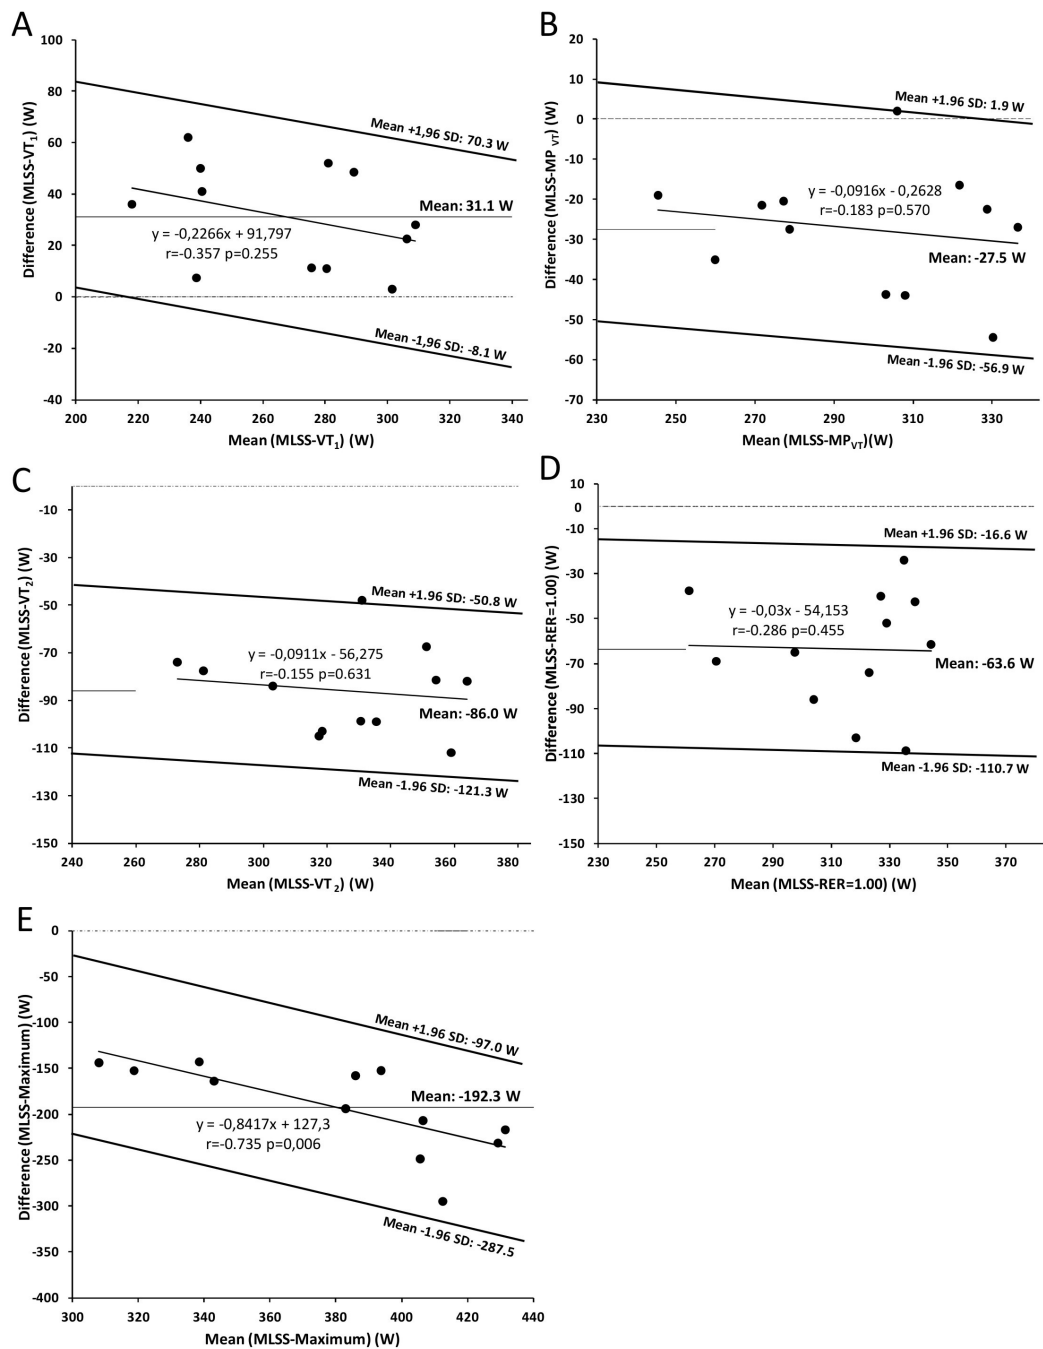 A
100
80
60
40
20
0
-20
-40
200
220
240
260
280
300
320
340
Difference (MLSS-VT1) (W)
Mean (MLSS-VT1) (W)
Mean +1,96 SD: 70.3 W
Mean: 31.1 W
y = -0,2266x + 91,797
r=-0.357 p=0.255
Mean -1,96 SD: -8.1 W
B
20
10
0
-10
-20
-30
-40
-50
-60
-70
230
250
270
290
310
330
Difference (MLSS-MP VT) (W)
Mean (MLSS-MPVT)(W)
Mean +1.96 SD: 1.9 W
y = -0,0916x - 0,2628
r=-0.183 p=0.570
Mean: -27.5 W
Mean -1.96 SD: -56.9 W
C
-10
-30
-50
-70
-90
-110
-130
-150
240
260
280
300
320
340
360
380
Difference (MLSS-VT2) (W)
Mean (MLSS-VT 2) (W)
Mean +1.96 SD: -50.8 W
y = -0,0911x - 56,275
r=-0.155 p=0.631
Mean: -86.0 W
Mean -1.96 SD: -121.3 W
D
10
0
-10
-30
-50
-70
-90
-110
-130
-150
230
250
270
290
310
330
350
370
Difference (MLSS-RER=1.00) (W)
Mean (MLSS-RER=1.00) (W)
Mean +1.96 SD: -16.6 W
y = -0,03x - 54,153
r=-0.286 p=0.455
Mean: -63.6 W
Mean -1.96 SD: -110.7 W
E
0
-50
-100
-150
-200
-250
-300
-350
-400
300
320
340
360
380
400
420
440
Difference (MLSS-Maximum) (W)
Mean (MLSS-Maximum) (W)
Mean +1.96 SD: -97.0 W
Mean: -192.3 W
y = -0,8417x + 127,3
r=-0.735 p=0,006
Mean -1.96 SD: -287.5